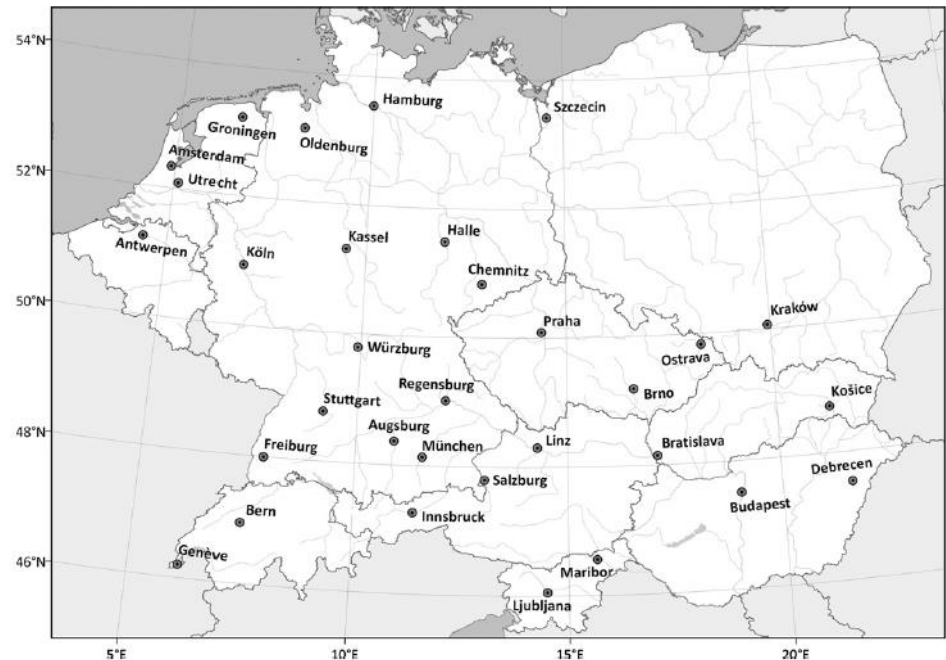 54°N
Hamburg
Szczecin
Groningen
Oldenburg
52°N
Amsterdam
Utrecht
Antwerpen
Köln
Kassel
Halle
Chemnitz
50°N
Praha
Kraków
Ostrava
Würzburg
Regensburg
Brno
Košice
Stuttgart
Augsburg
48°N
Freiburg
München
Linz
Bratislava
Debrecen
Salzburg
Budapest
Bern
Innsbruck
46°N
Genève
Maribor
Ljubljana
5°E
10°E
15°E
20°E